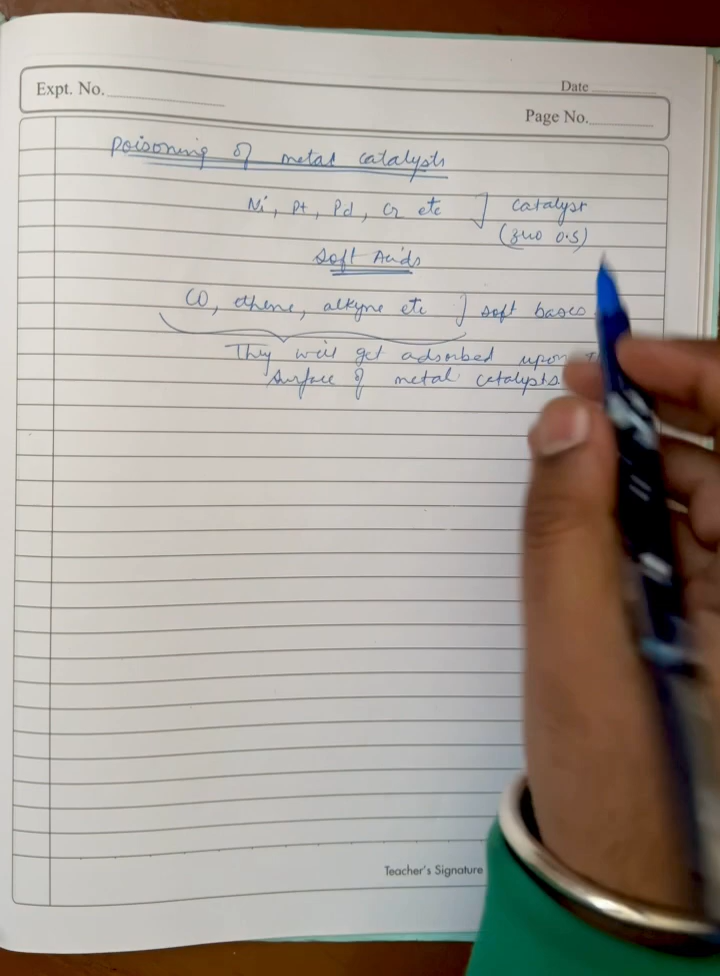 Expt. No.
Date
Page No.
Poisoning of metal catalysts
Ni, Pt, Pd, Cr etc ] catalyst
(zuo o.s)
Soft Acids
CO, ethene, alkyne etc } soft bases
They will get adsorbed upon
surface of metal catalysts.
Teacher's Signature